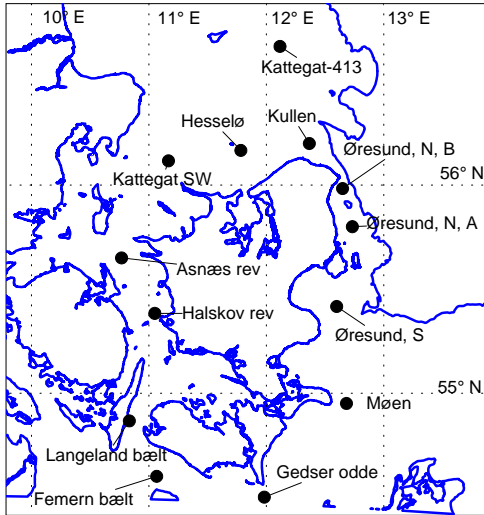 10° E
11 E
12 E
13 E
Kattegat-413
Kullen
Hesselø
Øresund, N, B
Kattegat SW
56° N
Øresund, N, A
Asnæs rev
Halskov rev
Øresund, S
55° N
Møen
Langeland bælt
Gedser odde
Femern bælt